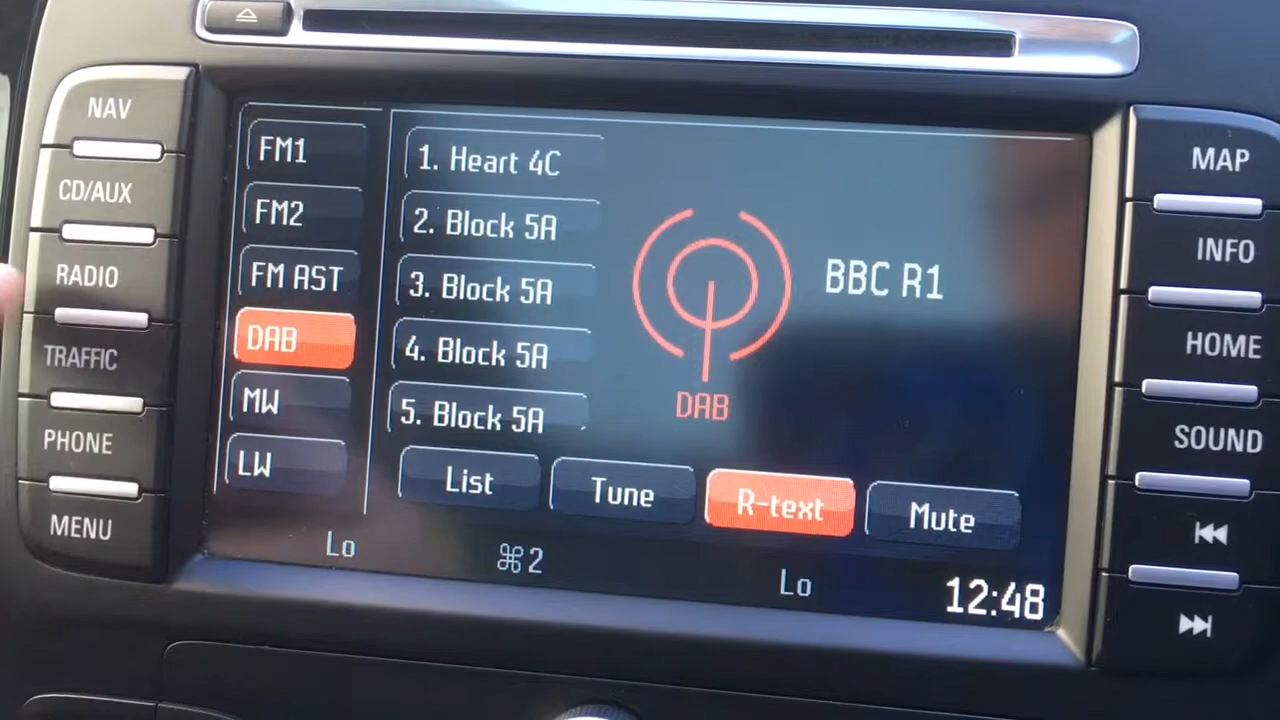 NAV
CD/AUX
RADIO
TRAFFIC
PHONE
MENU
FM1
FM2
FM AST
DAB
MW
LW
1. Heart 4C
2. Block 5A
3. Block 5A
4. Block 5A
5. Block 5A
DAB
BBC R1
List
Tune
R-text
Mute
Lo
⌘2
Lo
12:48
MAP
INFO
HOME
SOUND